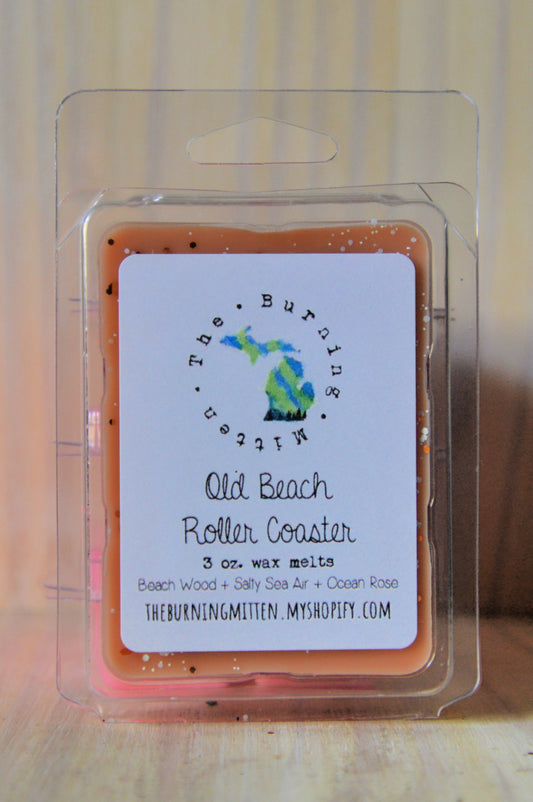 The • Burning • Mitten •
Old Beach
Roller Coaster
3 oz. wax melts
Beach Wood + Salty Sea Air + Ocean Rose
THEBURNINGMITTEN.MYSHOPIFY.COM